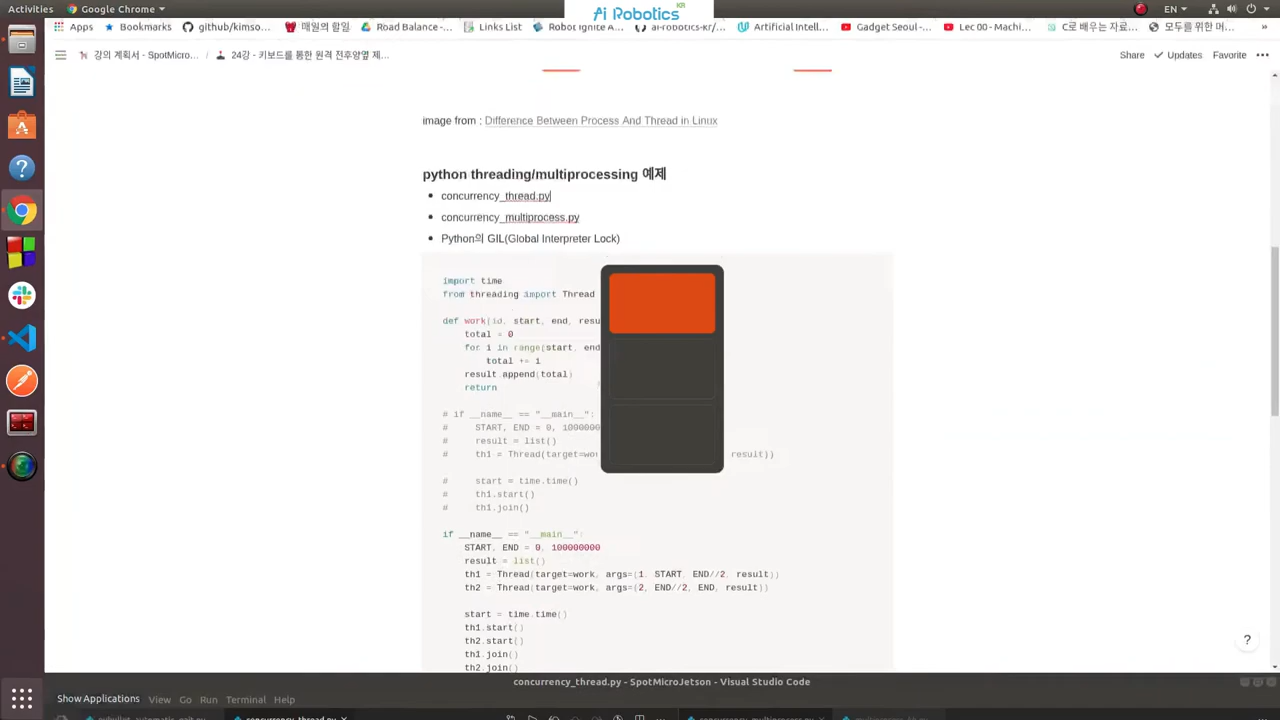 Activities Google Chrome EN
Ai Robotics KR
Apps Bookmarks github/kimso... 매일의 할일 Road Balance -... Links List Robot Ignite A... ai-robotics-kr/... Artificial Intell... Gadget Seoul -... Lec 00 - Machi... C로 배우는 자료... 모두를 위한 머... »
강의 계획서 - SpotMicro... / 24강 - 키보드를 통한 원격 전후양옆 제... Share Updates Favorite
image from : Difference Between Process And Thread in Linux
python threading/multiprocessing 예제
concurrency_thread.py
concurrency_multiprocess.py
Python의 GIL(Global Interpreter Lock)
import time
from threading import Thread
def work(id, start, end, resu
total = 0
for i in range(start, end
total += i
result.append(total)
return
# if __name__ == "__main__":
# START, END = 0, 1000000
# result = list()
# th1 = Thread(target=wor result))
# start = time.time()
# th1.start()
# th1.join()
if __name__ == "__main__":
START, END = 0, 100000000
result = list()
th1 = Thread(target=work, args=(1, START, END//2, result))
th2 = Thread(target=work, args=(2, END//2, END, result))
start = time.time()
th1.start()
th2.start()
th1.join()
th2.join()
?
concurrency_thread.py - SpotMicroJetson - Visual Studio Code
Show Applications View Go Run Terminal Help
concurrency_thread.py concurrency_multiprocess.py